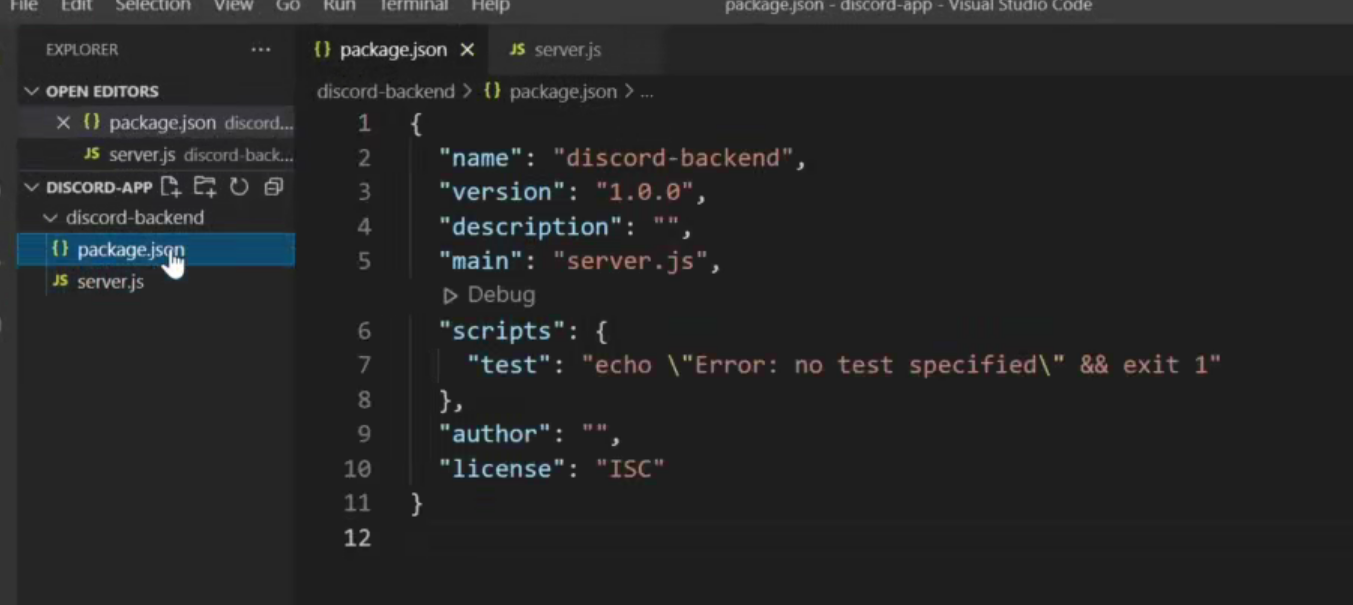 File Edit Selection View Go Run Terminal Help package.json - discord-app - Visual Studio Code
EXPLORER ...
OPEN EDITORS
{} package.json discord...
JS server.js discord-back...
DISCORD-APP
discord-backend
{} package.json
JS server.js
{} package.json × JS server.js
discord-backend > {} package.json > ...
1 {
2 "name": "discord-backend",
3 "version": "1.0.0",
4 "description": "",
5 "main": "server.js",
Debug
6 "scripts": {
7 "test": "echo \"Error: no test specified\" && exit 1"
8 },
9 "author": "",
10 "license": "ISC"
11 }
12